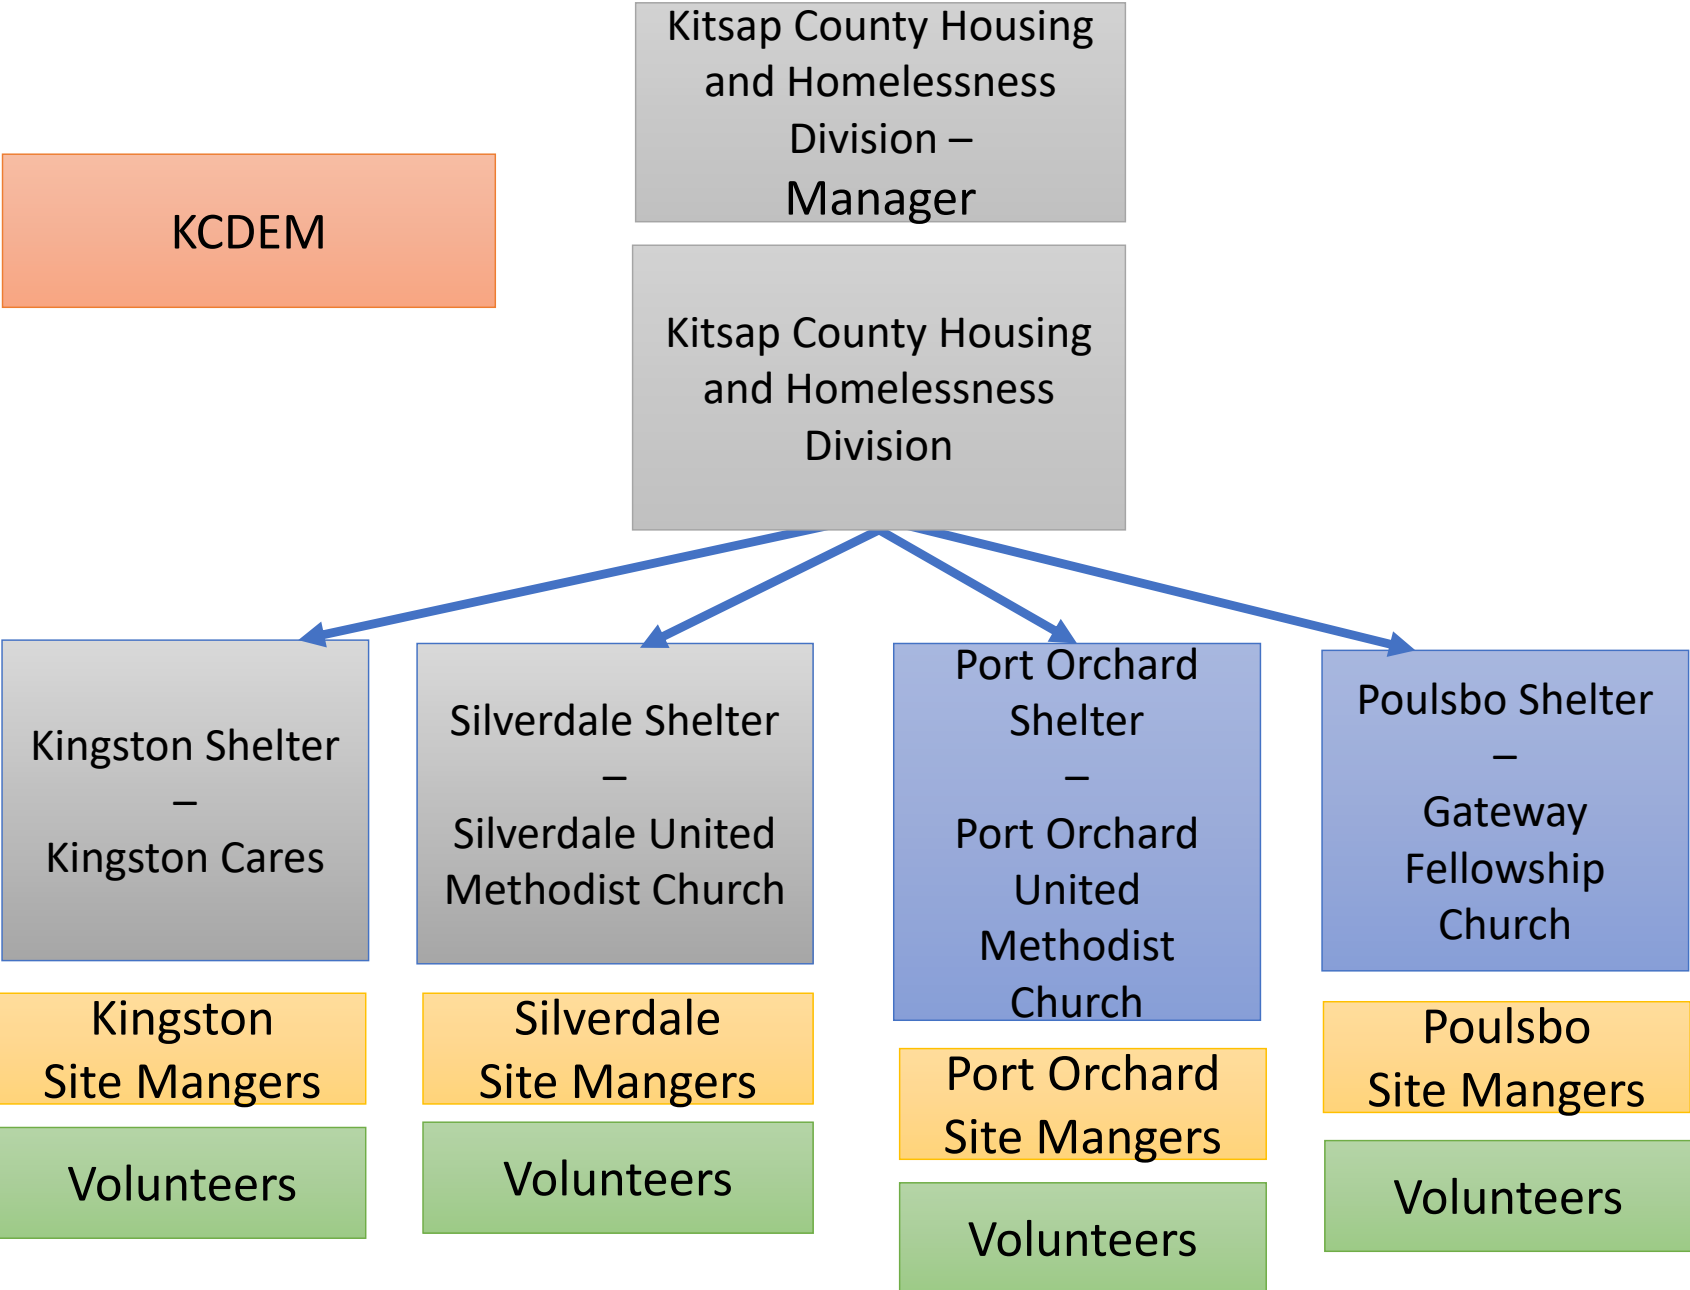 Kitsap County Housing
and Homelessness
Division –
Manager
KCDEM
Kitsap County Housing
and Homelessness
Division
Kingston Shelter
–
Kingston Cares
Silverdale Shelter
–
Silverdale United
Methodist Church
Port Orchard
Shelter
–
Port Orchard
United
Methodist
Church
Poulsbo Shelter
–
Gateway
Fellowship
Church
Kingston
Site Mangers
Silverdale
Site Mangers
Port Orchard
Site Mangers
Poulsbo
Site Mangers
Volunteers
Volunteers
Volunteers
Volunteers